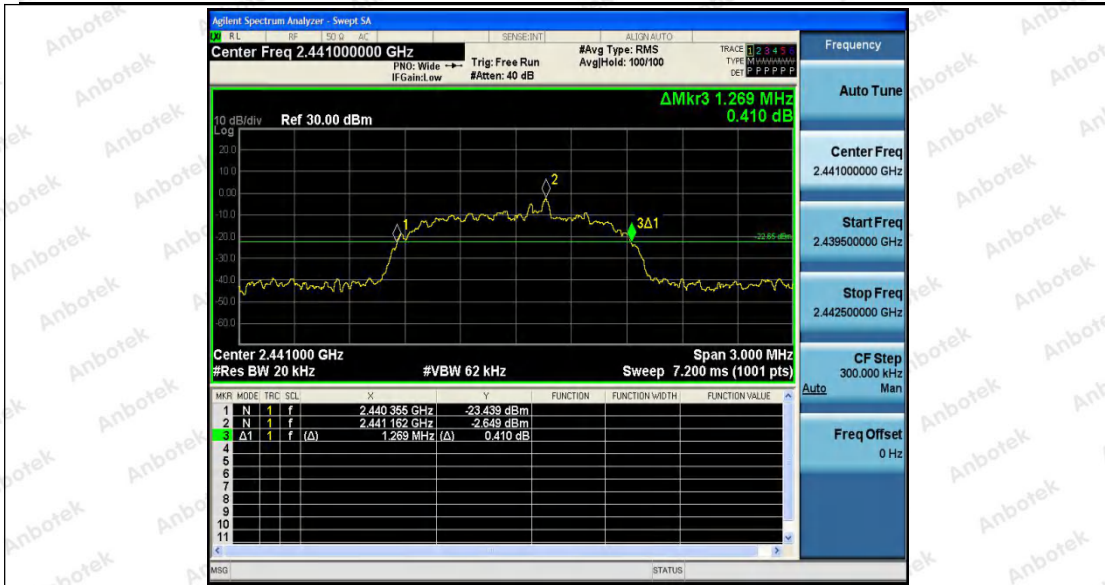 Agilent Spectrum Analyzer - Swept SA
RL RF 50 Ω AC SENSE:INT ALIGN AUTO
Center Freq 2.441000000 GHz
PNO: Wide
IFGain:Low
Trig: Free Run
#Atten: 40 dB
#Avg Type: RMS
Avg|Hold: 100/100
TRACE 1 2 3 4 5 6
TYPE M
DET P P P P P P
ΔMkr3 1.269 MHz
0.410 dB
10 dB/div Ref 30.00 dBm
Log
20.0
10.0
0.00
-10.0
-20.0
-30.0
-40.0
-50.0
-60.0
1
2
3Δ1
-22.65 dBm
Center 2.441000 GHz Span 3.000 MHz
#Res BW 20 kHz #VBW 62 kHz Sweep 7.200 ms (1001 pts)
MKR MODE TRC SCL X Y FUNCTION FUNCTION WIDTH FUNCTION VALUE
1 N 1 f 2.440 355 GHz -23.439 dBm
2 N 1 f 2.441 162 GHz -2.649 dBm
3 Δ1 1 f (Δ) 1.269 MHz (Δ) 0.410 dB
4
5
6
7
8
9
10
11
MSG STATUS
Frequency
Auto Tune
Center Freq
2.441000000 GHz
Start Freq
2.439500000 GHz
Stop Freq
2.442500000 GHz
CF Step
300.000 kHz
Auto Man
Freq Offset
0 Hz
Anbotek